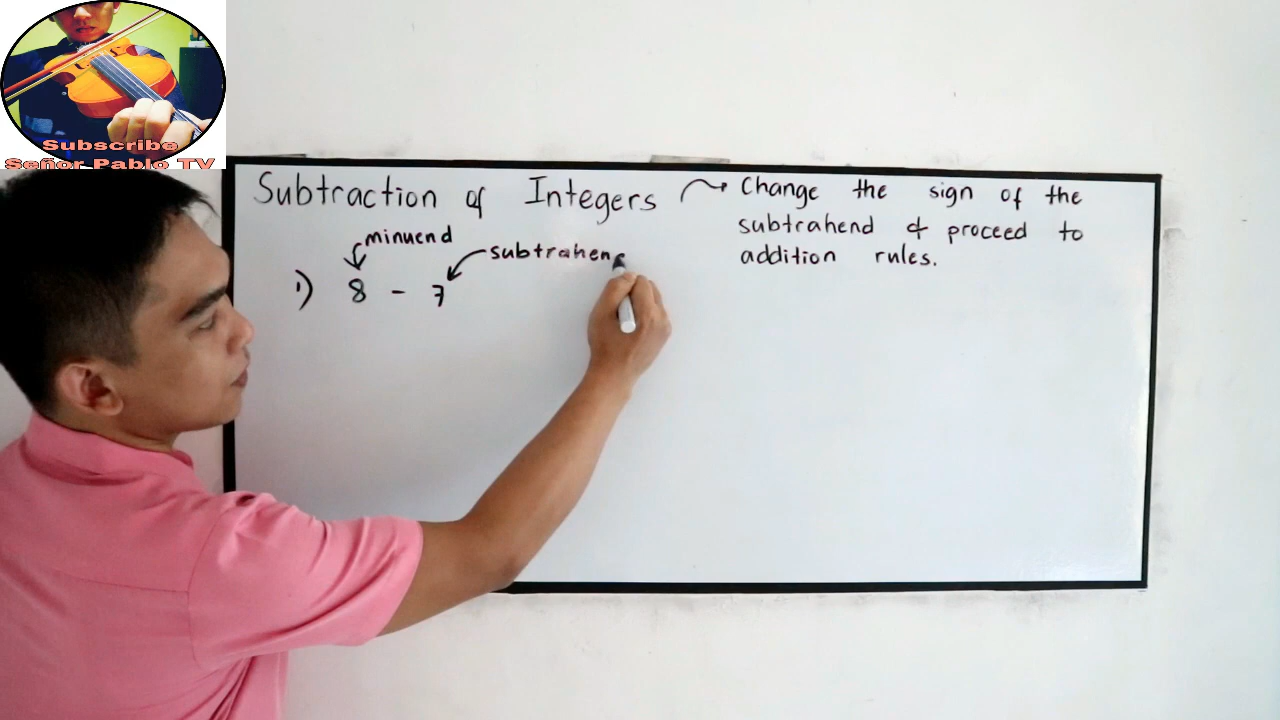 Subscribe
Señor Pablo TV
Subtraction of Integers
Change the sign of the
subtrahend & proceed to
addition rules.
minuend
subtrahen
1) 8 - 7